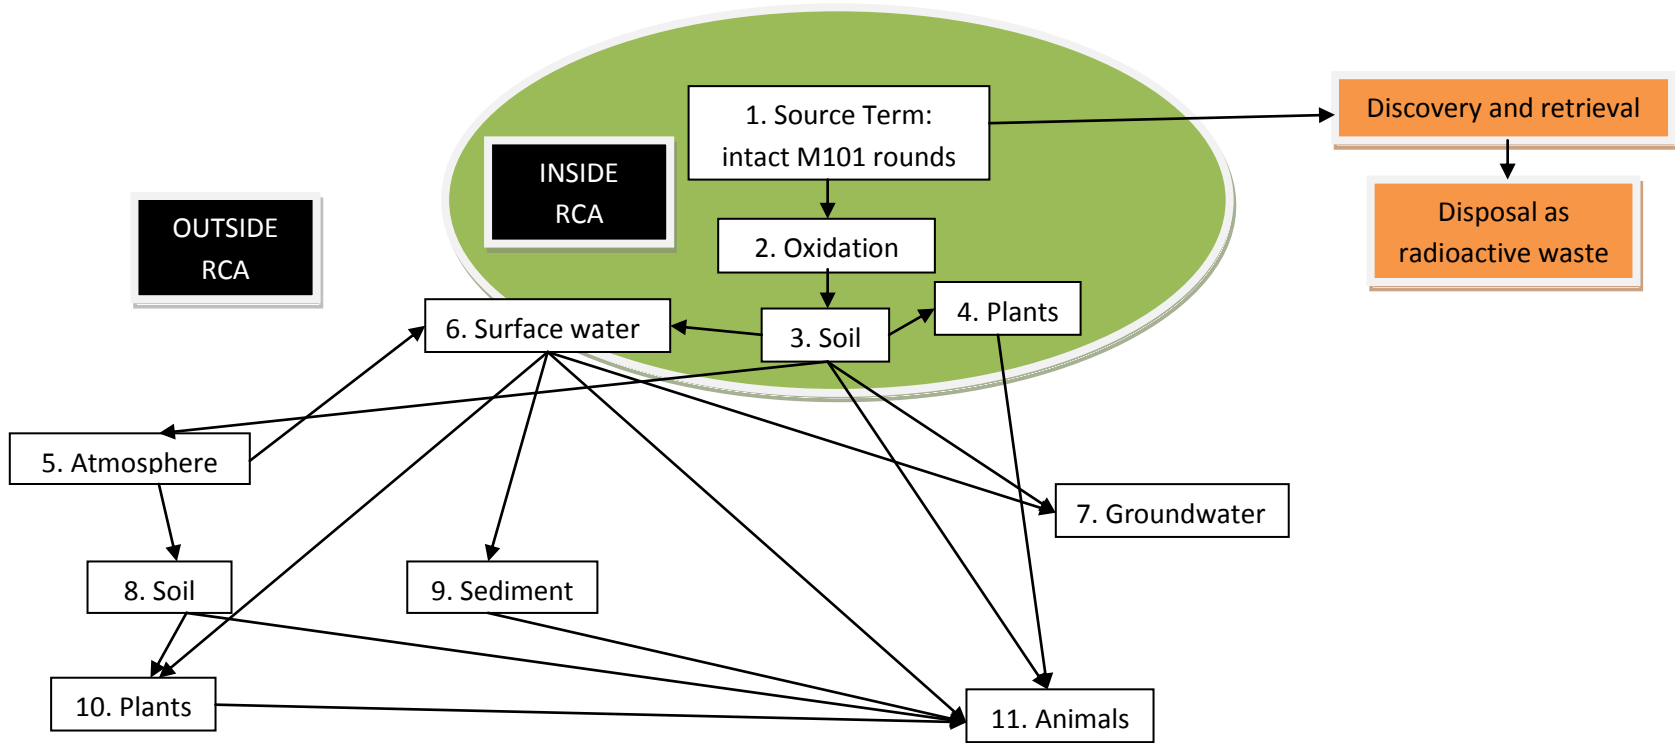 1. Source Term:
intact M101 rounds
Discovery and retrieval
INSIDE
RCA
OUTSIDE
RCA
Disposal as
radioactive waste
2. Oxidation
4. Plants
6. Surface water
3. Soil
5. Atmosphere
7. Groundwater
8. Soil
9. Sediment
10. Plants
11. Animals